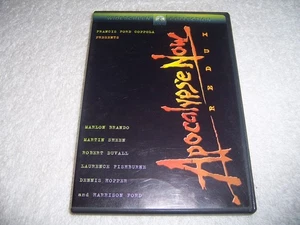 FRANCIS FORD COPPOLA
PRESENTS
Apocalypse Now
REDUX
MARLON BRANDO
MARTIN SHEEN
ROBERT DUVALL
LAURENCE FISHBURNE
DENNIS HOPPER
and HARRISON FORD